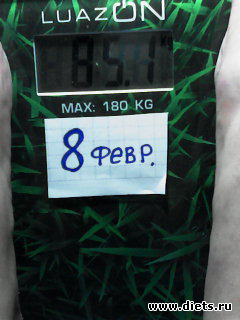 LUAZON
85.1
MAX: 180 KG
8 февр.
www.diets.ru